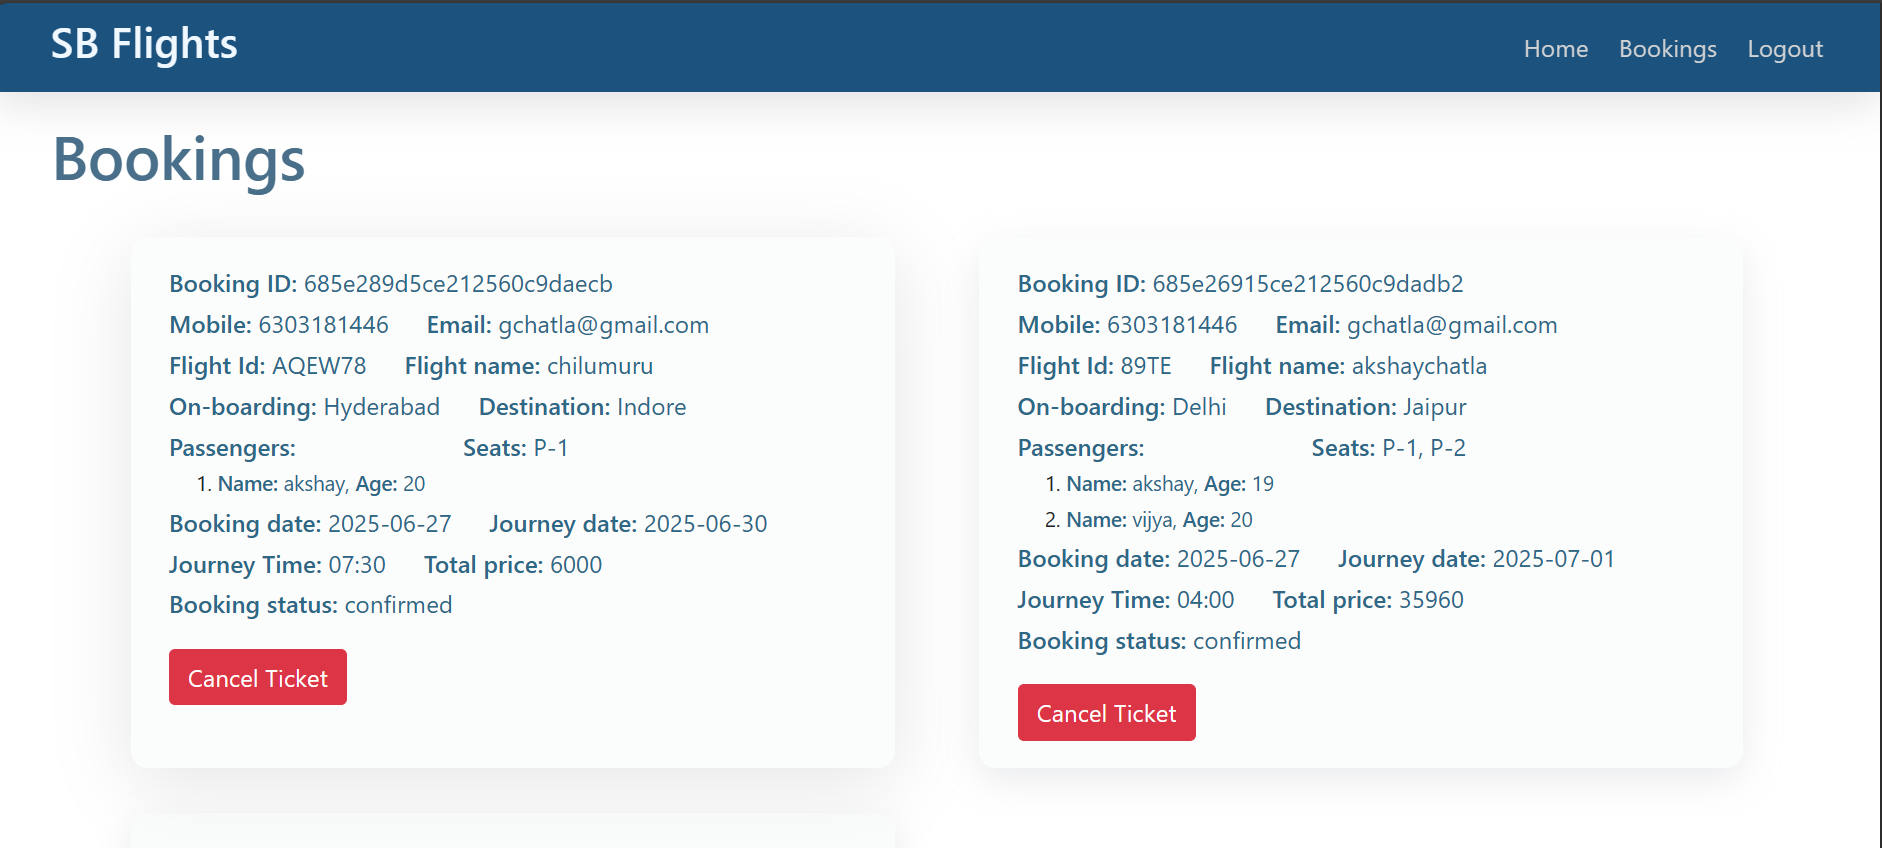 SB Flights
Home Bookings Logout
Bookings
Booking ID: 685e289d5ce212560c9daecb
Mobile: 6303181446 Email: gchatla@gmail.com
Flight Id: AQEW78 Flight name: chilumuru
On-boarding: Hyderabad Destination: Indore
Passengers: Seats: P-1
1. Name: akshay, Age: 20
Booking date: 2025-06-27 Journey date: 2025-06-30
Journey Time: 07:30 Total price: 6000
Booking status: confirmed
Cancel Ticket
Booking ID: 685e26915ce212560c9dadb2
Mobile: 6303181446 Email: gchatla@gmail.com
Flight Id: 89TE Flight name: akshaychatla
On-boarding: Delhi Destination: Jaipur
Passengers: Seats: P-1, P-2
1. Name: akshay, Age: 19
2. Name: vijya, Age: 20
Booking date: 2025-06-27 Journey date: 2025-07-01
Journey Time: 04:00 Total price: 35960
Booking status: confirmed
Cancel Ticket